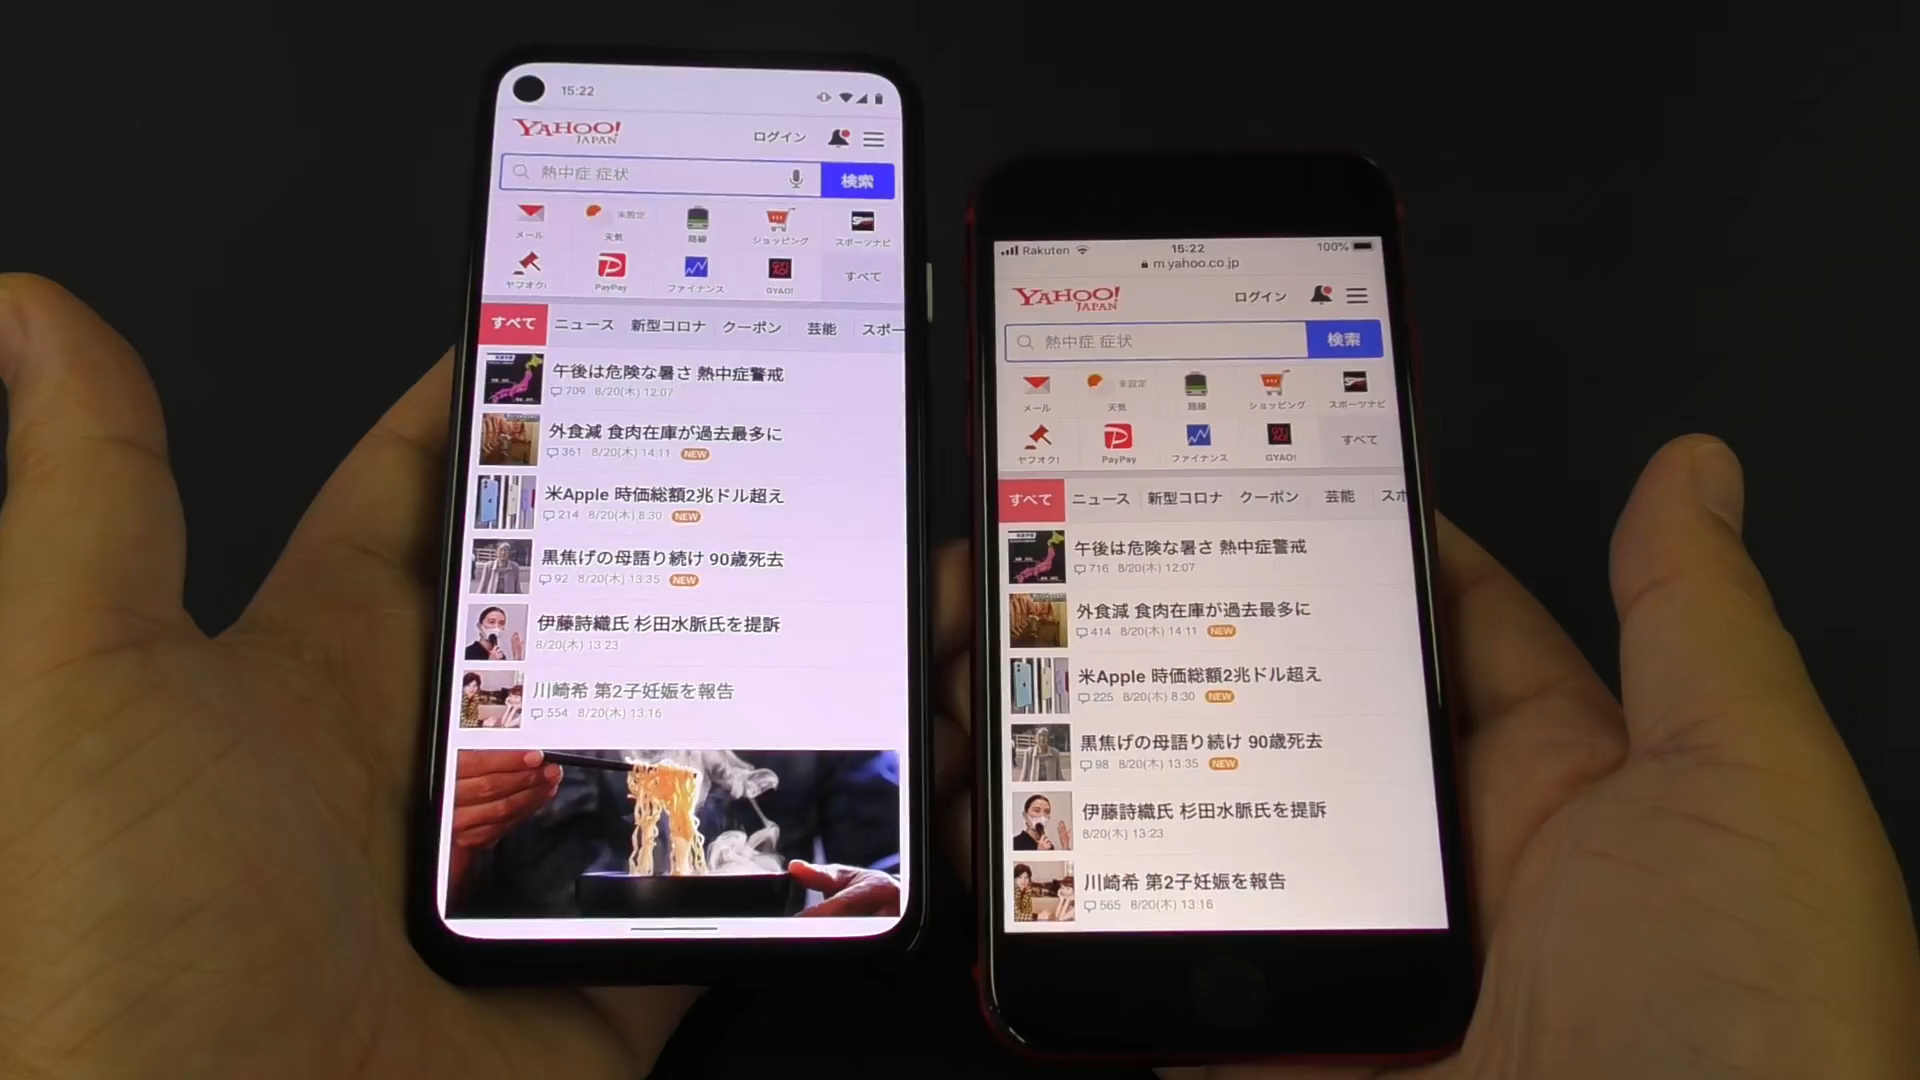 15:22
YAHOO!
JAPAN
ログイン
熱中症 症状
検索
メール
未設定
天気
路線
ショッピング
スポーツナビ
ヤフオク!
PayPay
ファイナンス
GYAO!
すべて
すべて
ニュース
新型コロナ
クーポン
芸能
スポー
午後は危険な暑さ 熱中症警戒
709 8/20(木) 12:07
外食減 食肉在庫が過去最多に
361 8/20(木) 14:11 NEW
米Apple 時価総額2兆ドル超え
214 8/20(木) 8:30 NEW
黒焦げの母語り続け 90歳死去
92 8/20(木) 13:35 NEW
伊藤詩織氏 杉田水脈氏を提訴
8/20(木) 13:23
川崎希 第2子妊娠を報告
554 8/20(木) 13:16
Rakuten
15:22
100%
m.yahoo.co.jp
YAHOO!
JAPAN
ログイン
熱中症 症状
検索
メール
未設定
天気
路線
ショッピング
スポーツナビ
ヤフオク!
PayPay
ファイナンス
GYAO!
すべて
すべて
ニュース
新型コロナ
クーポン
芸能
スポ
午後は危険な暑さ 熱中症警戒
716 8/20(木) 12:07
外食減 食肉在庫が過去最多に
414 8/20(木) 14:11 NEW
米Apple 時価総額2兆ドル超え
225 8/20(木) 8:30 NEW
黒焦げの母語り続け 90歳死去
98 8/20(木) 13:35 NEW
伊藤詩織氏 杉田水脈氏を提訴
8/20(木) 13:23
川崎希 第2子妊娠を報告
565 8/20(木) 13:16